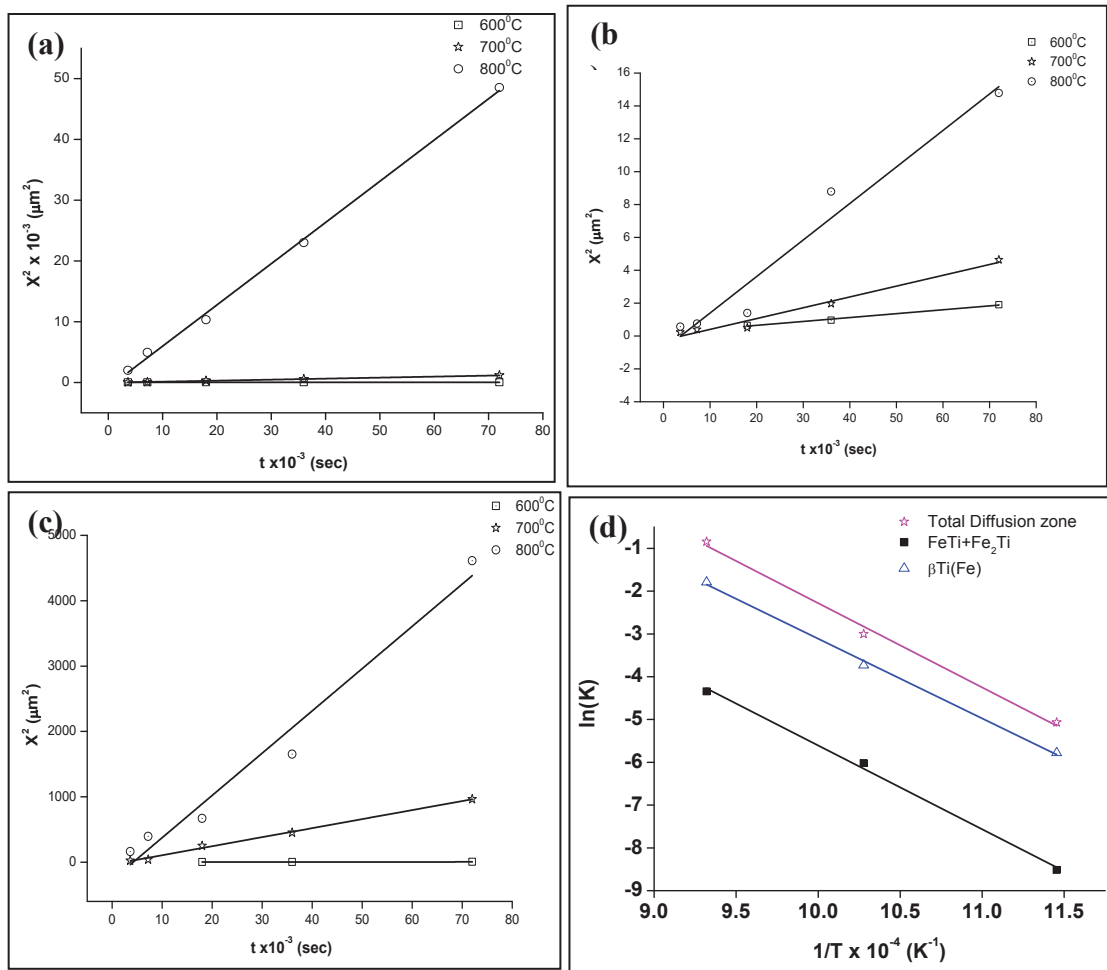 (a)
600⁰C
700⁰C
800⁰C
X² x 10⁻³ (μm²)
50
40
30
20
10
0
0 10 20 30 40 50 60 70 80
t x10⁻³ (sec)
(b
600⁰C
700⁰C
800⁰C
X² (μm²)
16
14
12
10
8
6
4
2
0
-2
-4
0 10 20 30 40 50 60 70 80
t x10⁻³ (sec)
(c)
600⁰C
700⁰C
800⁰C
X² (μm²)
5000
4000
3000
2000
1000
0
0 10 20 30 40 50 60 70 80
t x10⁻³ (sec)
(d)
Total Diffusion zone
FeTi+Fe₂Ti
βTi(Fe)
ln(K)
-1
-2
-3
-4
-5
-6
-7
-8
-9
9.0 9.5 10.0 10.5 11.0 11.5
1/T x 10⁻⁴ (K⁻¹)